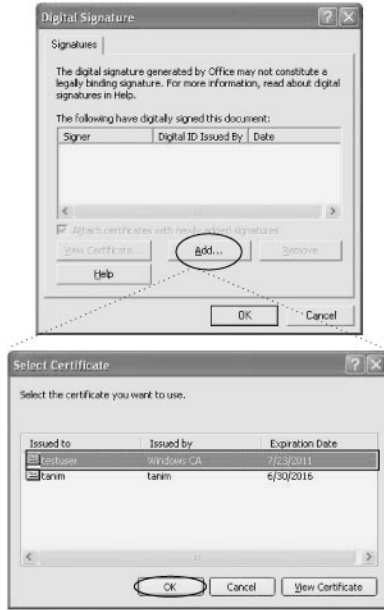 Digital Signature
Signatures
The digital signature generated by Office may not constitute a
legally binding signature. For more information, read about digital
signatures in Help.
The following have digitally signed this document:
Signer Digital ID Issued By Date
Attach certificates with newly added signatures
View Certificate... Add... Remove
Help
OK Cancel
Select Certificate
Select the certificate you want to use.
Issued to Issued by Expiration Date
testuser Windows CA 7/23/2011
tanim tanim 6/30/2016
OK Cancel View Certificate